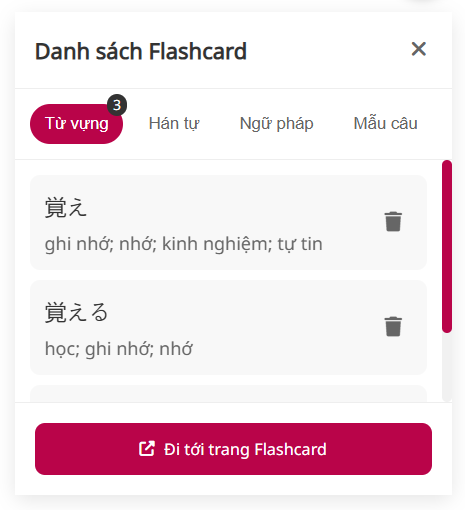 Danh sách Flashcard
3
Từ vựng Hán tự Ngữ pháp Mẫu câu
覚え
ghi nhớ; nhớ; kinh nghiệm; tự tin
覚える
học; ghi nhớ; nhớ
Đi tới trang Flashcard